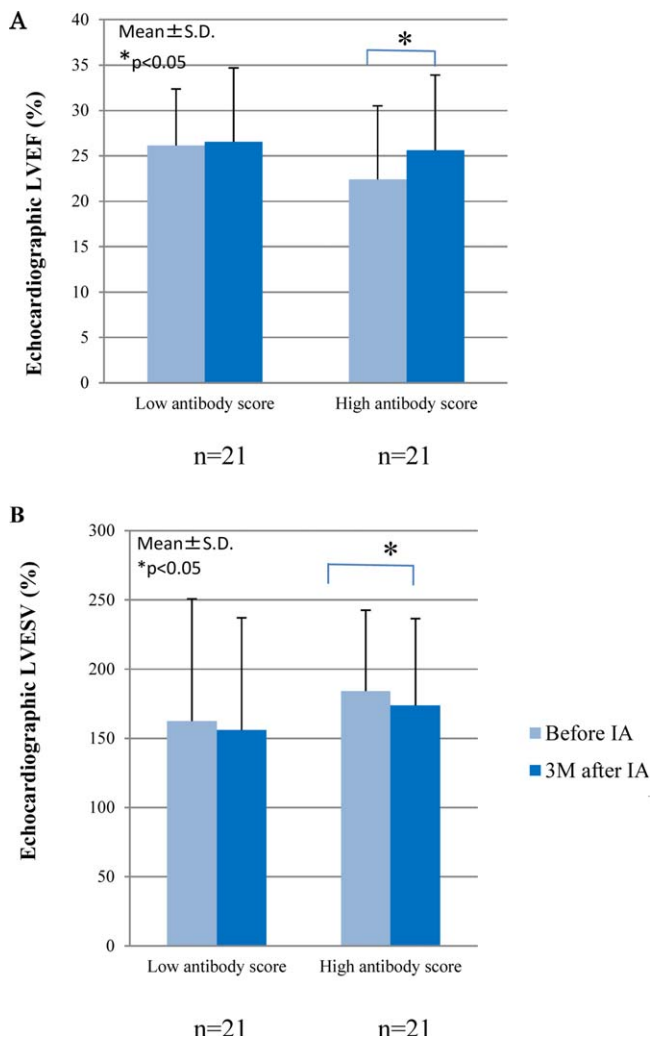 A
Mean±S.D.
*p<0.05
*
Echocardiographic LVEF (%)
40
35
30
25
20
15
10
5
0
Low antibody score
High antibody score
n=21
n=21
B
Mean±S.D.
*p<0.05
*
Echocardiographic LVESV (%)
300
250
200
150
100
50
0
Before IA
3M after IA
Low antibody score
High antibody score
n=21
n=21